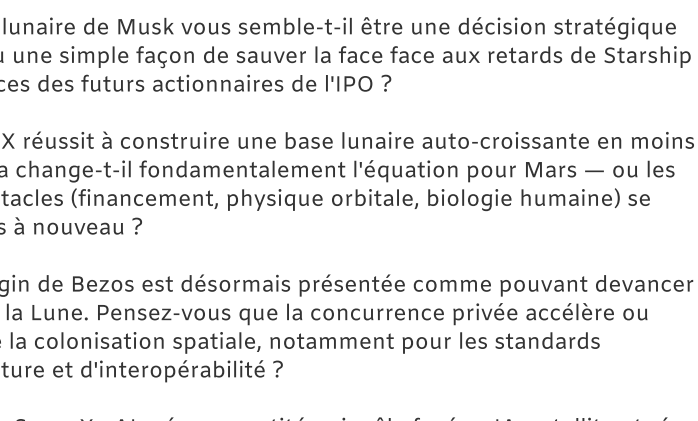 lunaire de Musk vous semble-t-il être une décision stratégique
une simple façon de sauver la face face aux retards de Starship
des futurs actionnaires de l'IPO ?
X réussit à construire une base lunaire auto-croissante en moins
change-t-il fondamentalement l'équation pour Mars — ou les
(financement, physique orbitale, biologie humaine) se
à nouveau ?
de Bezos est désormais présentée comme pouvant devancer
la Lune. Pensez-vous que la concurrence privée accélère ou
la colonisation spatiale, notamment pour les standards
et d'interopérabilité ?